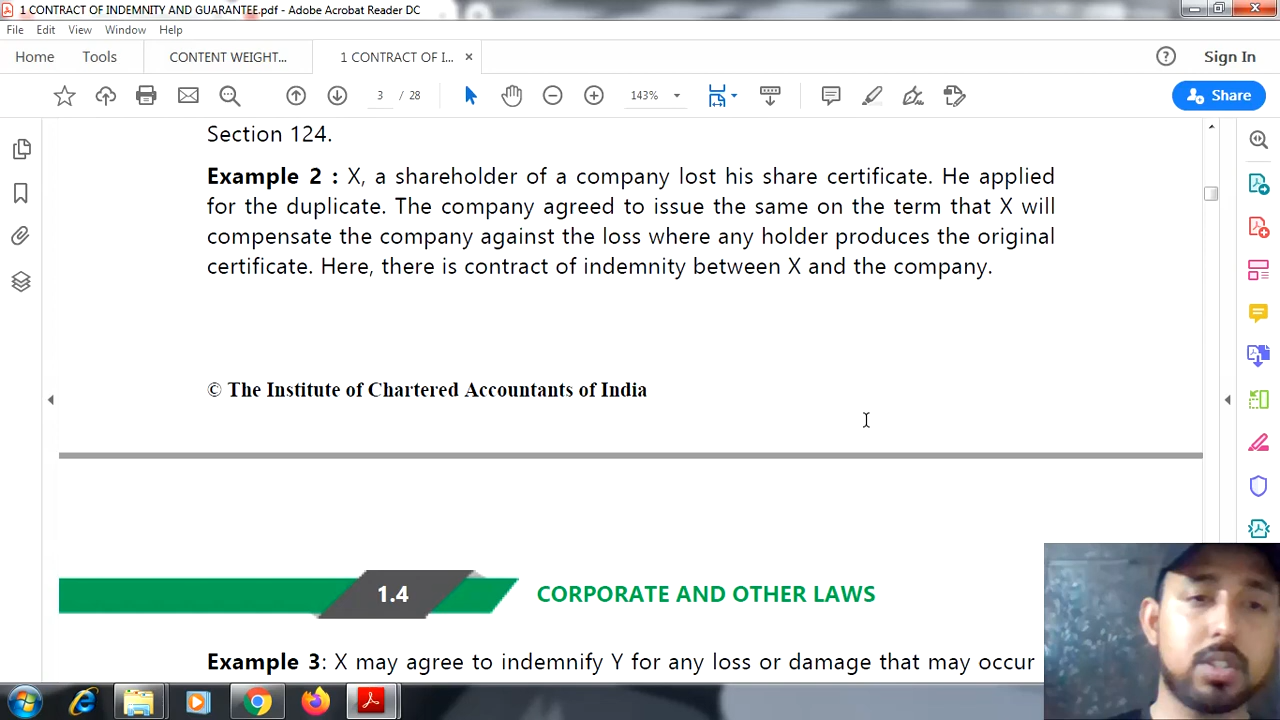 1 CONTRACT OF INDEMNITY AND GUARANTEE.pdf - Adobe Acrobat Reader DC
File Edit View Window Help
Home Tools CONTENT WEIGHT... 1 CONTRACT OF I... × Sign In
3 / 28 143% Share
Section 124.
Example 2 : X, a shareholder of a company lost his share certificate. He applied
for the duplicate. The company agreed to issue the same on the term that X will
compensate the company against the loss where any holder produces the original
certificate. Here, there is contract of indemnity between X and the company.
© The Institute of Chartered Accountants of India
1.4 CORPORATE AND OTHER LAWS
Example 3: X may agree to indemnify Y for any loss or damage that may occur